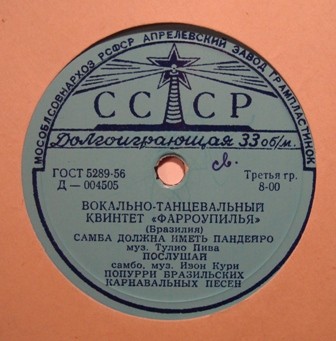 МОСОБЛСОВНАРХОЗ РСФСР АПРЕЛЕВСКИЙ ЗАВОД ГРАМПЛАСТИНОК
СССР
Долгоиграющая 33 об/м.
ГОСТ 5289-56
Д — 004505
Третья гр.
8-00
ВОКАЛЬНО-ТАНЦЕВАЛЬНЫЙ
КВИНТЕТ «ФАРРОУПИЛЬЯ»
(Бразилия)
САМБА ДОЛЖНА ИМЕТЬ ПАНДЕЙРО
муз. Тулио Пива
ПОСЛУШАЙ
самбо, муз. Ивон Кури
ПОПУРРИ БРАЗИЛЬСКИХ
КАРНАВАЛЬНЫХ ПЕСЕН